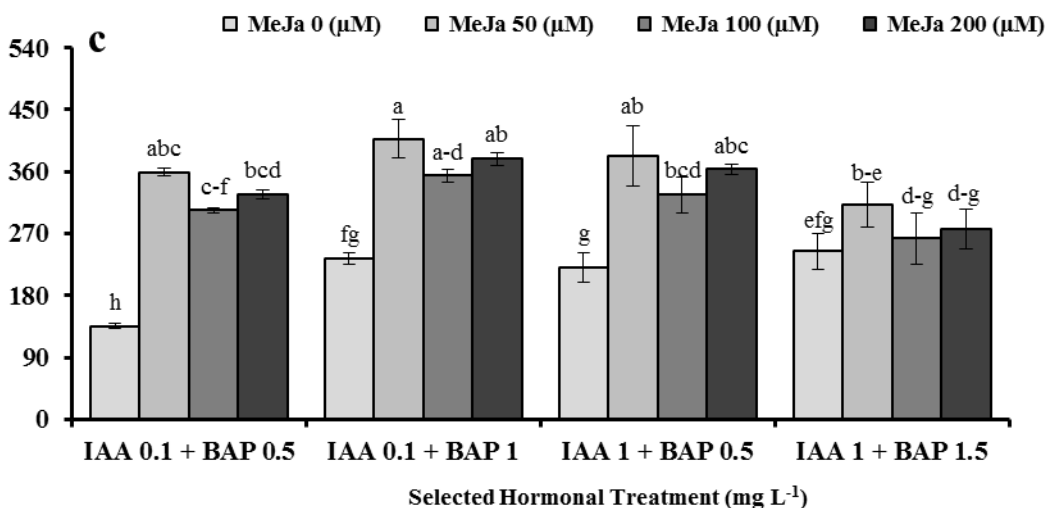 c
MeJa 0 (µM) MeJa 50 (µM) MeJa 100 (µM) MeJa 200 (µM)
540
450
360
270
180
90
0
h abc c-f bcd
fg a a-d ab
g ab bcd abc
efg b-e d-g d-g
IAA 0.1 + BAP 0.5 IAA 0.1 + BAP 1 IAA 1 + BAP 0.5 IAA 1 + BAP 1.5
Selected Hormonal Treatment (mg L⁻¹)